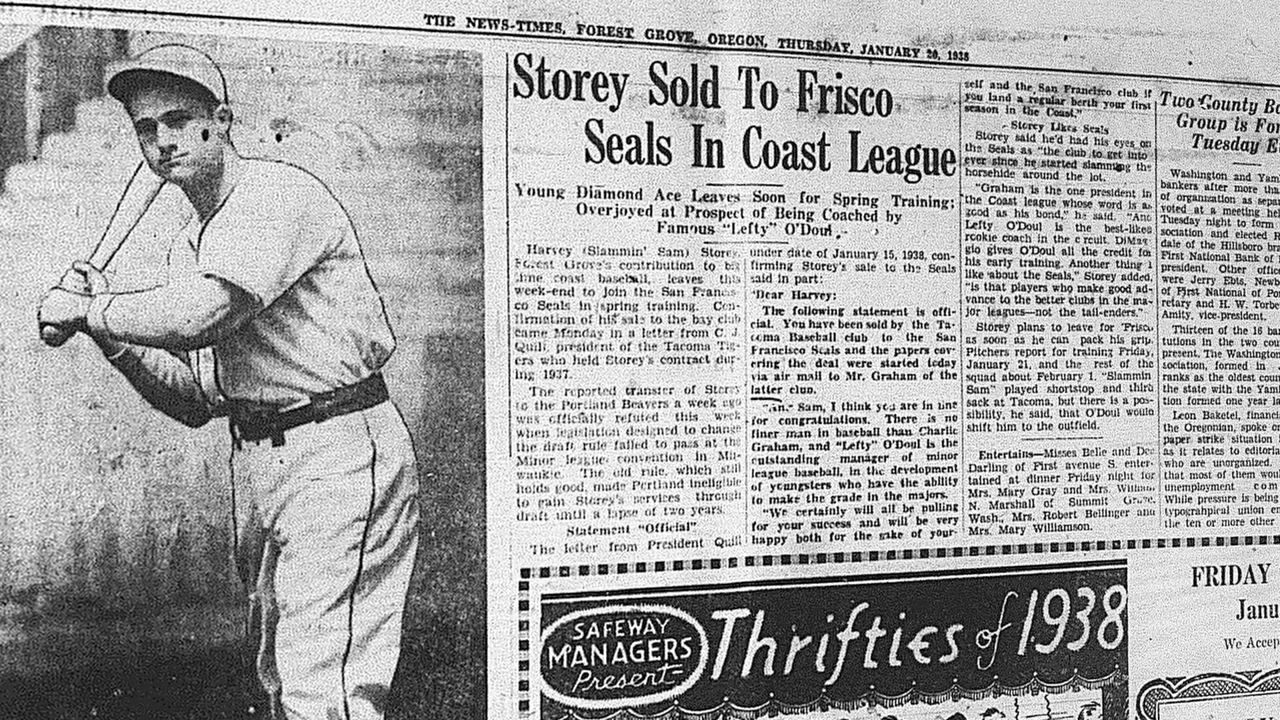 THE NEWS-TIMES, FOREST GROVE, OREGON, THURSDAY, JANUARY 20, 1938
Storey Sold To Frisco
Seals In Coast League
Young Diamond Ace Leaves Soon for Spring Training;
Overjoyed at Prospect of Being Coached by
Famous "Lefty" O'Doul
Harvey (Slammin' Sam) Storey,
Forest Grove's contribution to big
time coast baseball, leaves this
week-end to join the San Francis-
co Seals in spring training. Con-
firmation of his sale to the bay club
came Monday in a letter from C. J.
Quill, president of the Tacoma Tig-
ers who held Storey's contract dur-
ing 1937.
The reported transfer of Storey
to the Portland Beavers a week ago
was officially refuted this week
when legislation designed to change
the draft rule failed to pass at the
Minor league convention in Mil-
waukie. The old rule, which still
holds good, made Portland ineligible
to gain Storey's services through
draft until a lapse of two years.
Statement "Official"
The letter from President Quill
under date of January 15, 1938, con-
firming Storey's sale to the Seals
said in part:
"Dear Harvey:
The following statement is offi-
cial. You have been sold by the Ta-
coma Baseball club to the San
Francisco Seals and the papers cov-
ering the deal were started today
via air mail to Mr. Graham of the
latter club.
Sam, I think you are in line
for congratulations. There is no
finer man in baseball than Charlie
Graham, and "Lefty" O'Doul is the
outstanding manager of minor
league baseball, in the development
of youngsters who have the ability
to make the grade in the majors.
"We certainly will all be pulling
for your success and will be very
happy both for the sake of your-
self and the San Francisco club if
you land a regular berth your first
season in the Coast."
Storey Likes Seals
Storey said he'd had his eyes on
the Seals as "the club to get into"
ever since he started slamming the
horsehide around the lot.
"Graham is the one president in
the Coast league whose word is as
good as his bond," he said. "And
Lefty O'Doul is the best-liked
rookie coach in the circuit. DiMag-
gio gives O'Doul all the credit for
his early training. Another thing I
like about the Seals," Storey added,
"is that players who make good ad-
vance to the better clubs in the ma-
jor leagues—not the tail-enders."
Storey plans to leave for 'Frisco
as soon as he can pack his grip.
Pitchers report for training Friday,
January 21, and the rest of the
squad about February 1. "Slammin
Sam" played shortstop and third
sack at Tacoma, but there is a pos-
sibility, he said, that O'Doul would
shift him to the outfield.
Entertains—Misses Belle and Dee
Darling of First avenue S. enter-
tained at dinner Friday night for
Mrs. Mary Gray and Mrs. William
N. Marshall of Summit Grove,
Wash., Mrs. Robert Bellinger and
Mrs. Mary Williamson.
Two County B
Group is Fo
Tuesday E
Washington and Yam
bankers after more tha
of organization as sepa
voted at a meeting he
Tuesday night to form
sociation and elected
dale of the Hillsboro br
First National Bank of
president. Other offic
were Jerry Ebts, Newb
of First National of Po
retary and H. W. Torb
Amity, vice-president.
Thirteen of the 16 ban
tutions in the two cou
present. The Washington
sociation, formed in
ranks as the oldest coun
the state with the Yam
tion formed one year la
Leon Baketel, financi
the Oregonian, spoke on
paper strike situation
as it relates to editoria
who are unorganized.
that most of them wou
unemployment com
While pressure is being
typograhpical union e
the ten or more other
SAFEWAY
MANAGERS
Present—
Thrifties of 1938
FRIDAY
Janu
We Accep